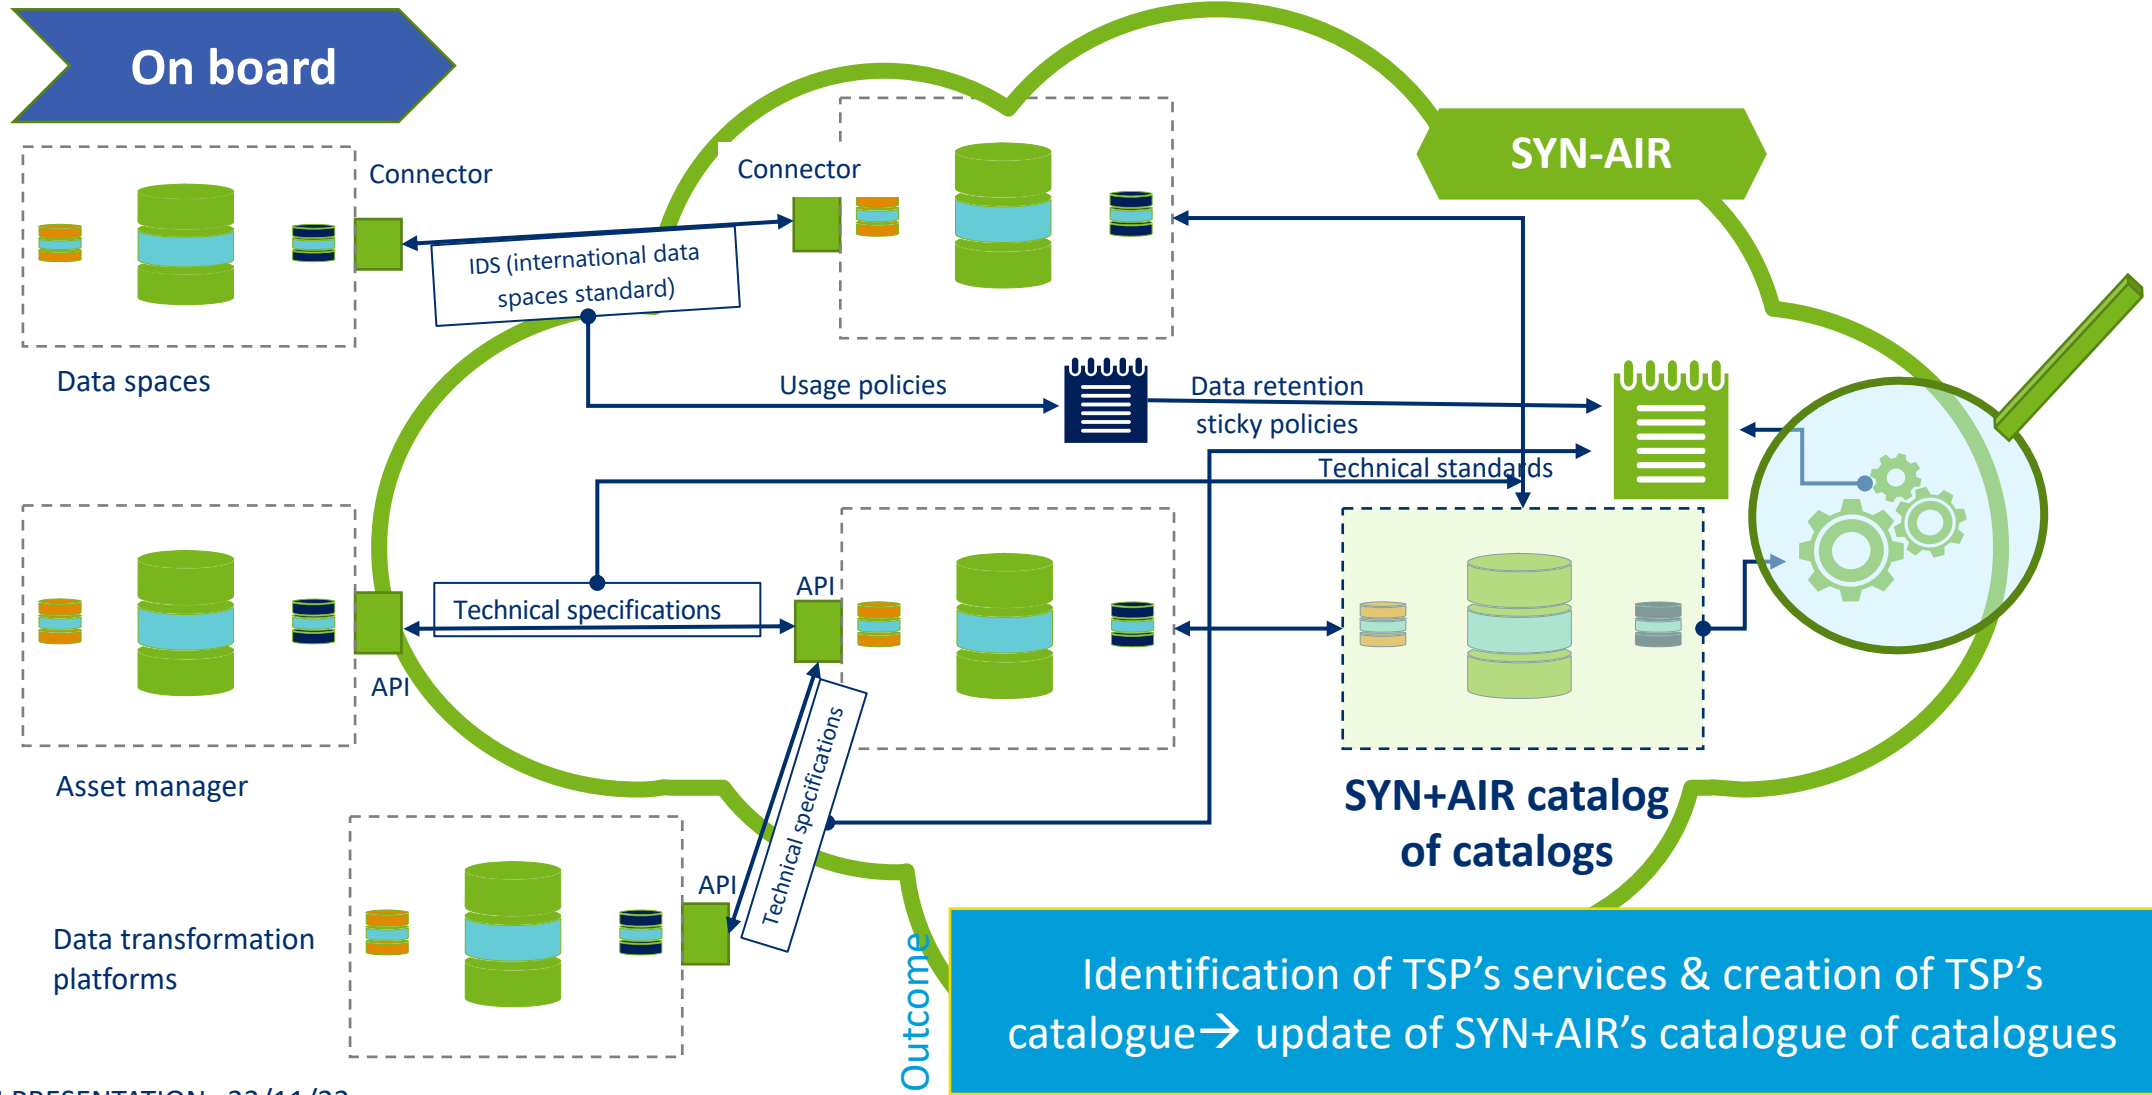 On board
SYN-AIR
Connector
Connector
IDS (international data
spaces standard)
Data spaces
Usage policies
Data retention
sticky policies
Technical standards
API
Technical specifications
API
Asset manager
Technical specifications
SYN+AIR catalog
of catalogs
API
Data transformation
platforms
Outcome
Identification of TSP’s services & creation of TSP’s
catalogue→ update of SYN+AIR’s catalogue of catalogues
PRESENTATION